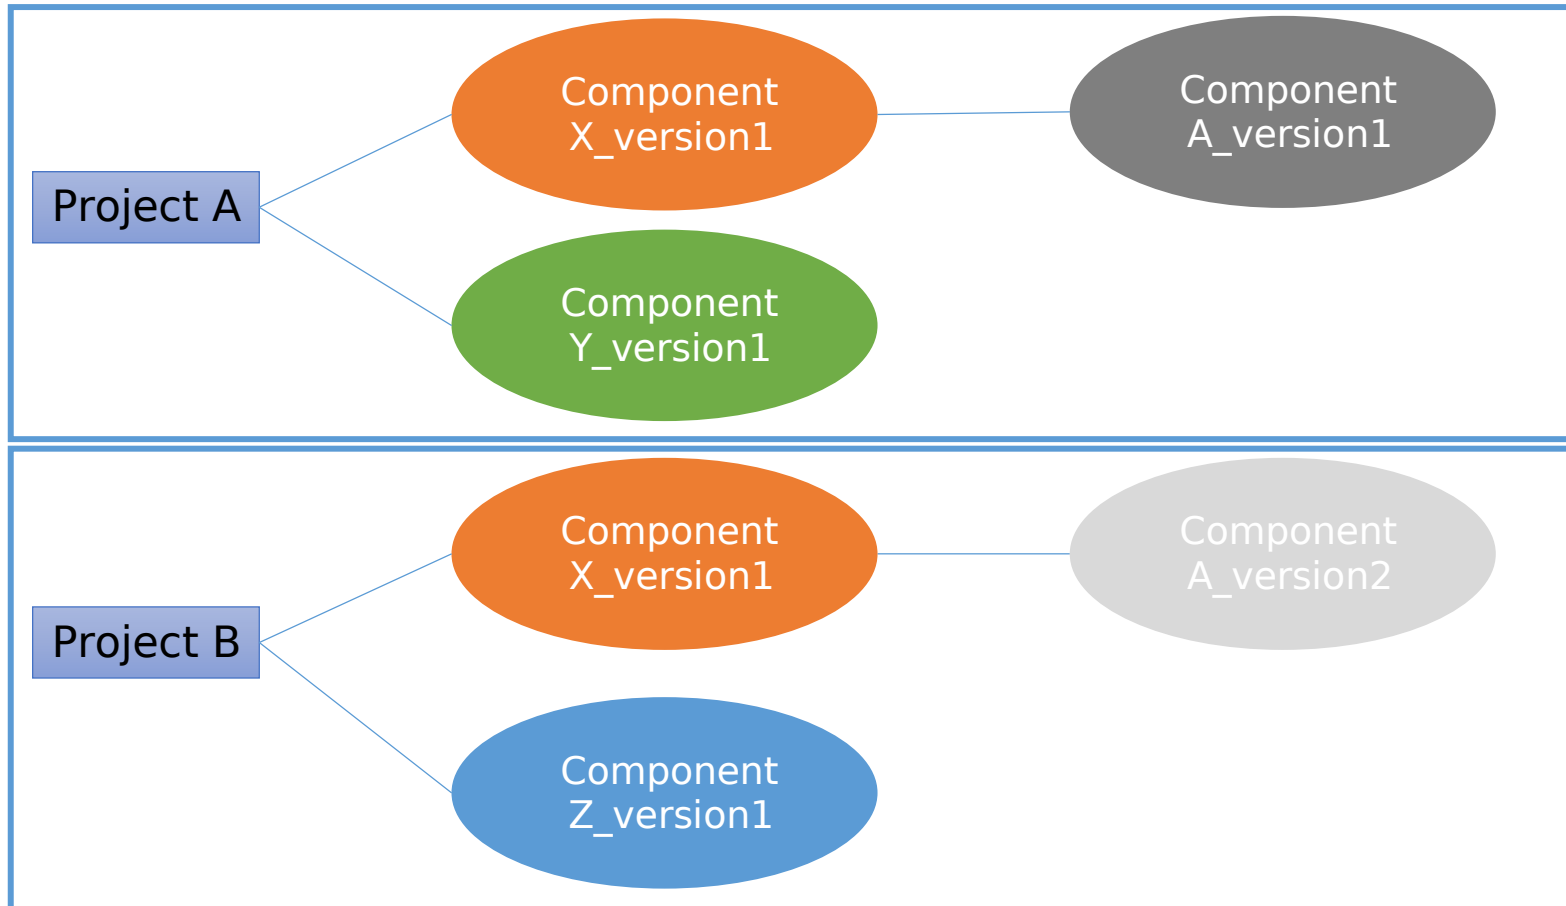 Component
X_version1
Component
A_version1
Project A
Component
Y_version1
Component
X_version1
Component
A_version2
Project B
Component
Z_version1